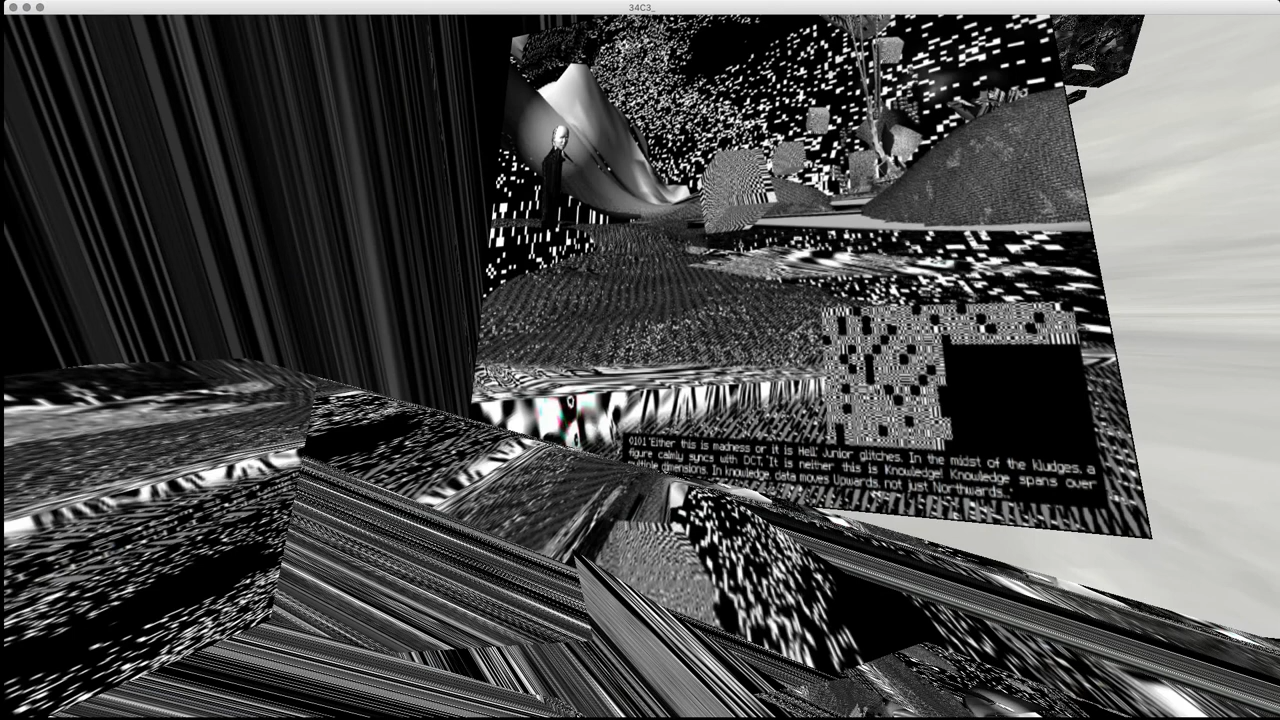 34C3_
0101 "Either this is madness or it is Hell." Junior glitches. In the midst of the kludges, a
figure calmly syncs with DCT, "It is neither this is Knowledge! Knowledge spans over
multiple dimensions. In knowledge, data moves Upwards, not just Northwards..."